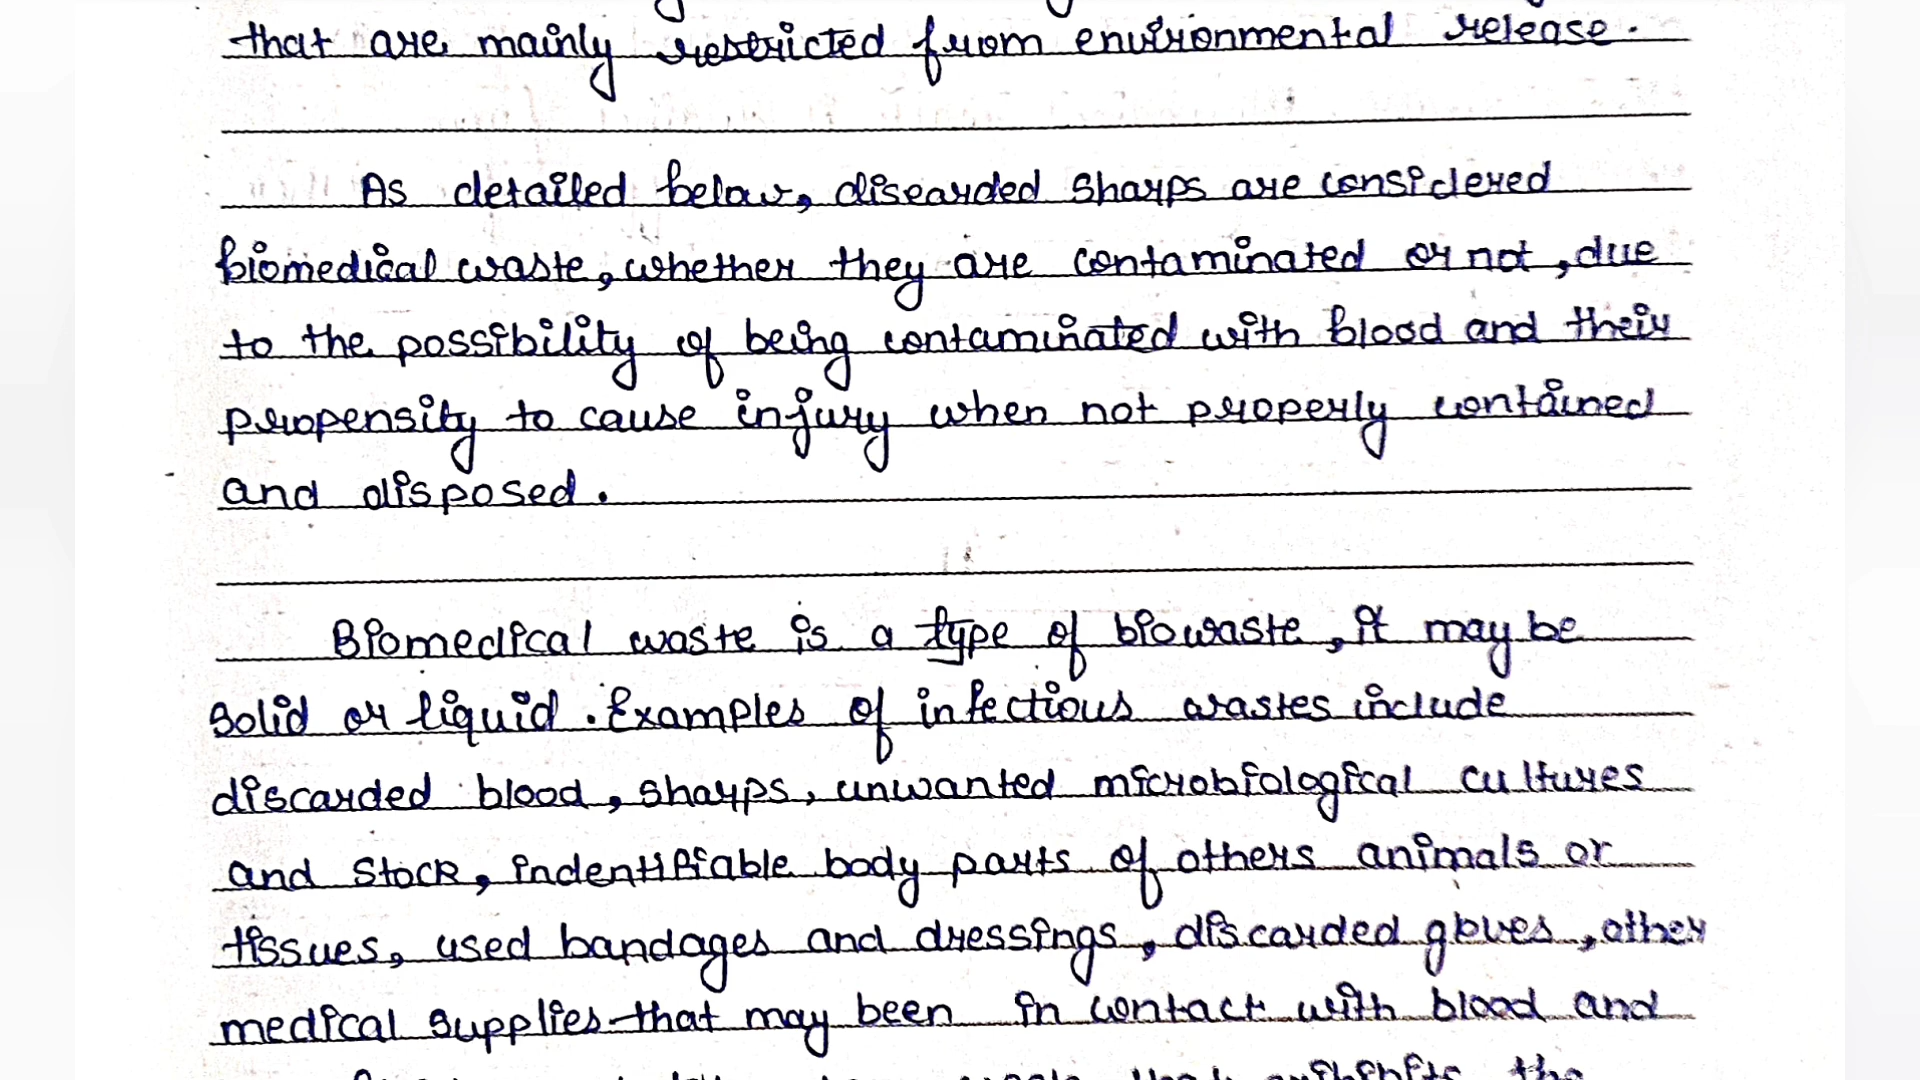 that are mainly restricted from environmental release.
As detailed below, discarded sharps are considered
biomedical waste, whether they are contaminated or not, due
to the possibility of being contaminated with blood and their
propensity to cause injury when not properly contained
and disposed.
Biomedical waste is a type of biowaste, it may be
solid or liquid. Examples of infectious wastes include
discarded blood, sharps, unwanted microbiological cultures
and stock, indentifiable body parts of others animals or
tissues, used bandages and dressings, discarded gloves, other
medical supplies that may been in contact with blood and